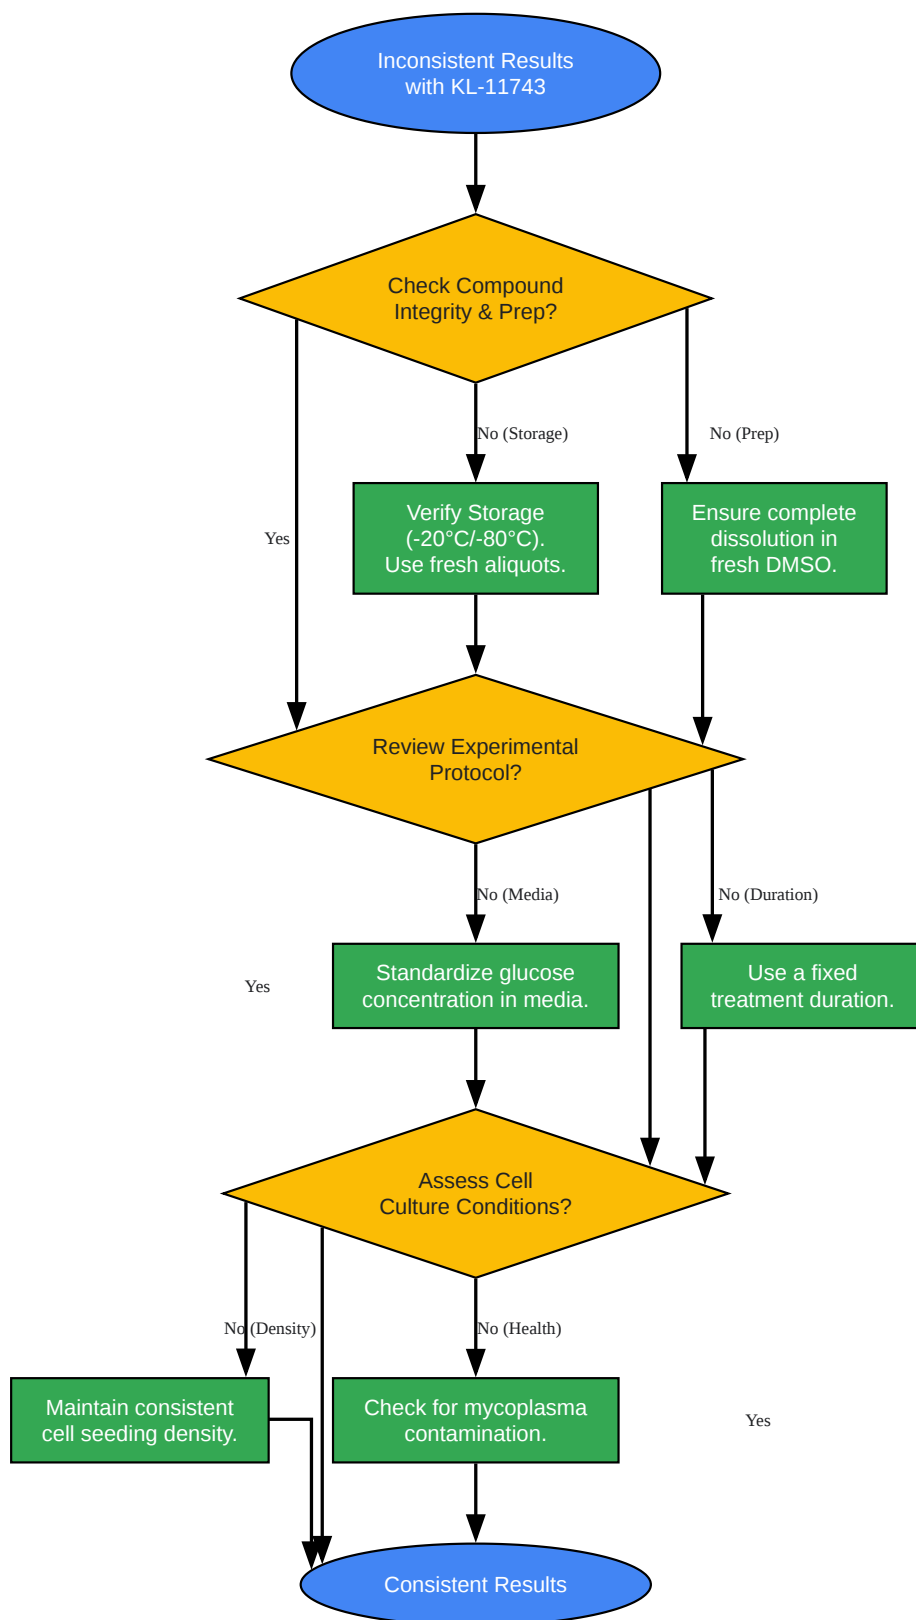 Inconsistent Results
with KL-11743
Check Compound
Integrity & Prep?
No (Storage)
No (Prep)
Verify Storage
(-20°C/-80°C).
Use fresh aliquots.
Ensure complete
dissolution in
fresh DMSO.
Yes
Review Experimental
Protocol?
No (Media)
No (Duration)
Standardize glucose
concentration in media.
Use a fixed
treatment duration.
Yes
Assess Cell
Culture Conditions?
No (Density)
No (Health)
Maintain consistent
cell seeding density.
Check for mycoplasma
contamination.
Yes
Consistent Results